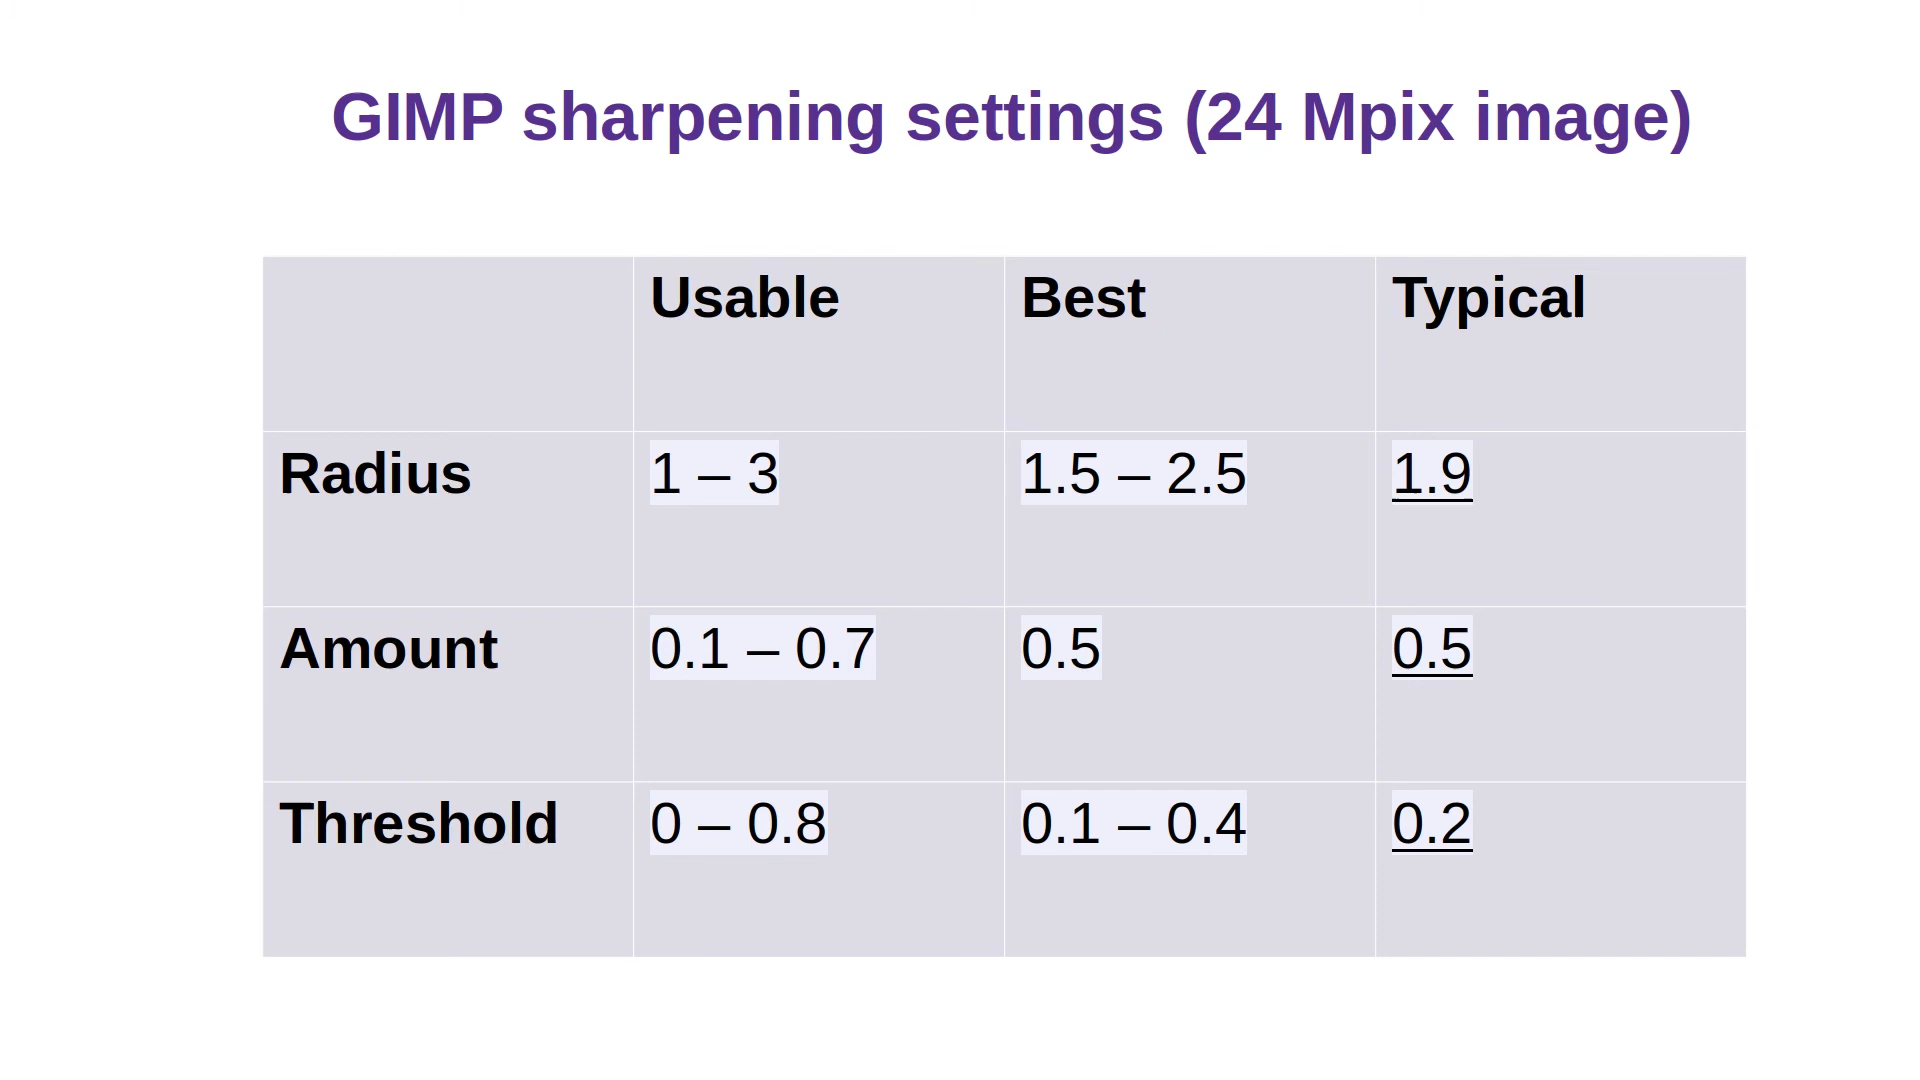 GIMP sharpening settings (24 Mpix image)
Usable Best Typical
Radius 1 – 3 1.5 – 2.5 1.9
Amount 0.1 – 0.7 0.5 0.5
Threshold 0 – 0.8 0.1 – 0.4 0.2